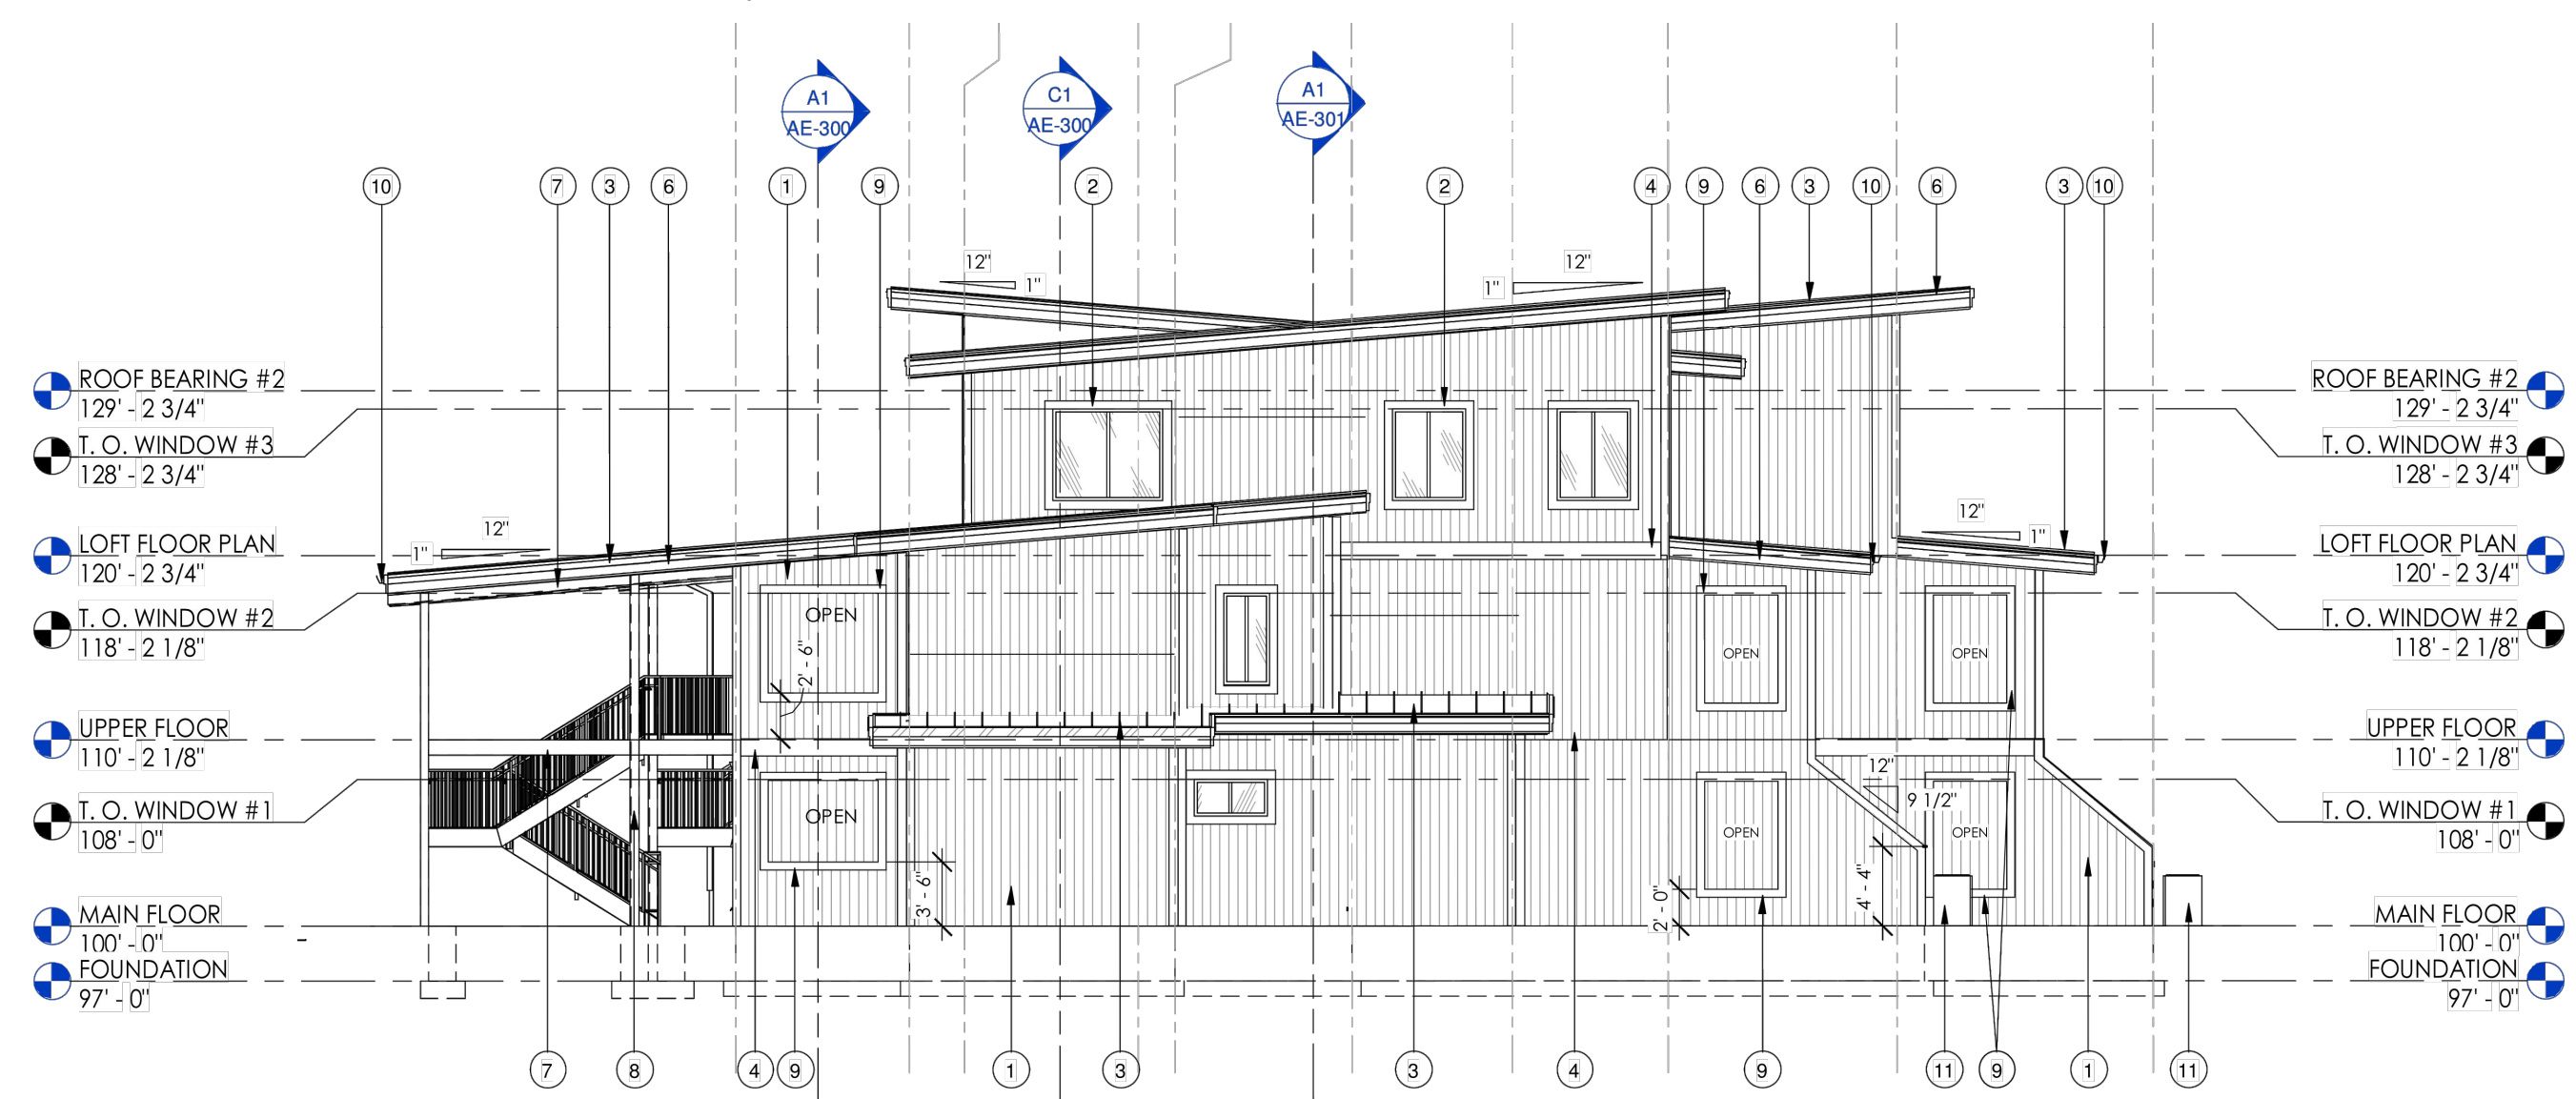 A1
AE-300
C1
AE-300
A1
AE-301
10
7
3
6
1
9
2
2
4
9
6
3
10
6
3
10
12"
1"
12"
1"
ROOF BEARING #2
129' - 2 3/4"
T. O. WINDOW #3
128' - 2 3/4"
LOFT FLOOR PLAN
120' - 2 3/4"
T. O. WINDOW #2
118' - 2 1/8"
UPPER FLOOR
110' - 2 1/8"
T. O. WINDOW #1
108' - 0"
MAIN FLOOR
100' - 0"
FOUNDATION
97' - 0"
12"
1"
OPEN
2' - 6"
OPEN
3' - 6"
12"
1"
OPEN
OPEN
12"
9 1/2"
OPEN
OPEN
2' - 0"
4' - 4"
ROOF BEARING #2
129' - 2 3/4"
T. O. WINDOW #3
128' - 2 3/4"
LOFT FLOOR PLAN
120' - 2 3/4"
T. O. WINDOW #2
118' - 2 1/8"
UPPER FLOOR
110' - 2 1/8"
T. O. WINDOW #1
108' - 0"
MAIN FLOOR
100' - 0"
FOUNDATION
97' - 0"
7
8
4
9
1
3
3
4
9
11
9
1
11